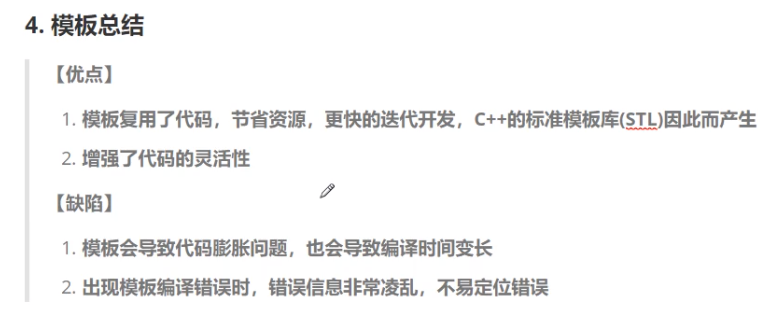 4. 模板总结
【优点】
1. 模板复用了代码，节省资源，更快的迭代开发，C++的标准模板库(STL)因此而产生
2. 增强了代码的灵活性
【缺陷】
1. 模板会导致代码膨胀问题，也会导致编译时间变长
2. 出现模板编译错误时，错误信息非常凌乱，不易定位错误